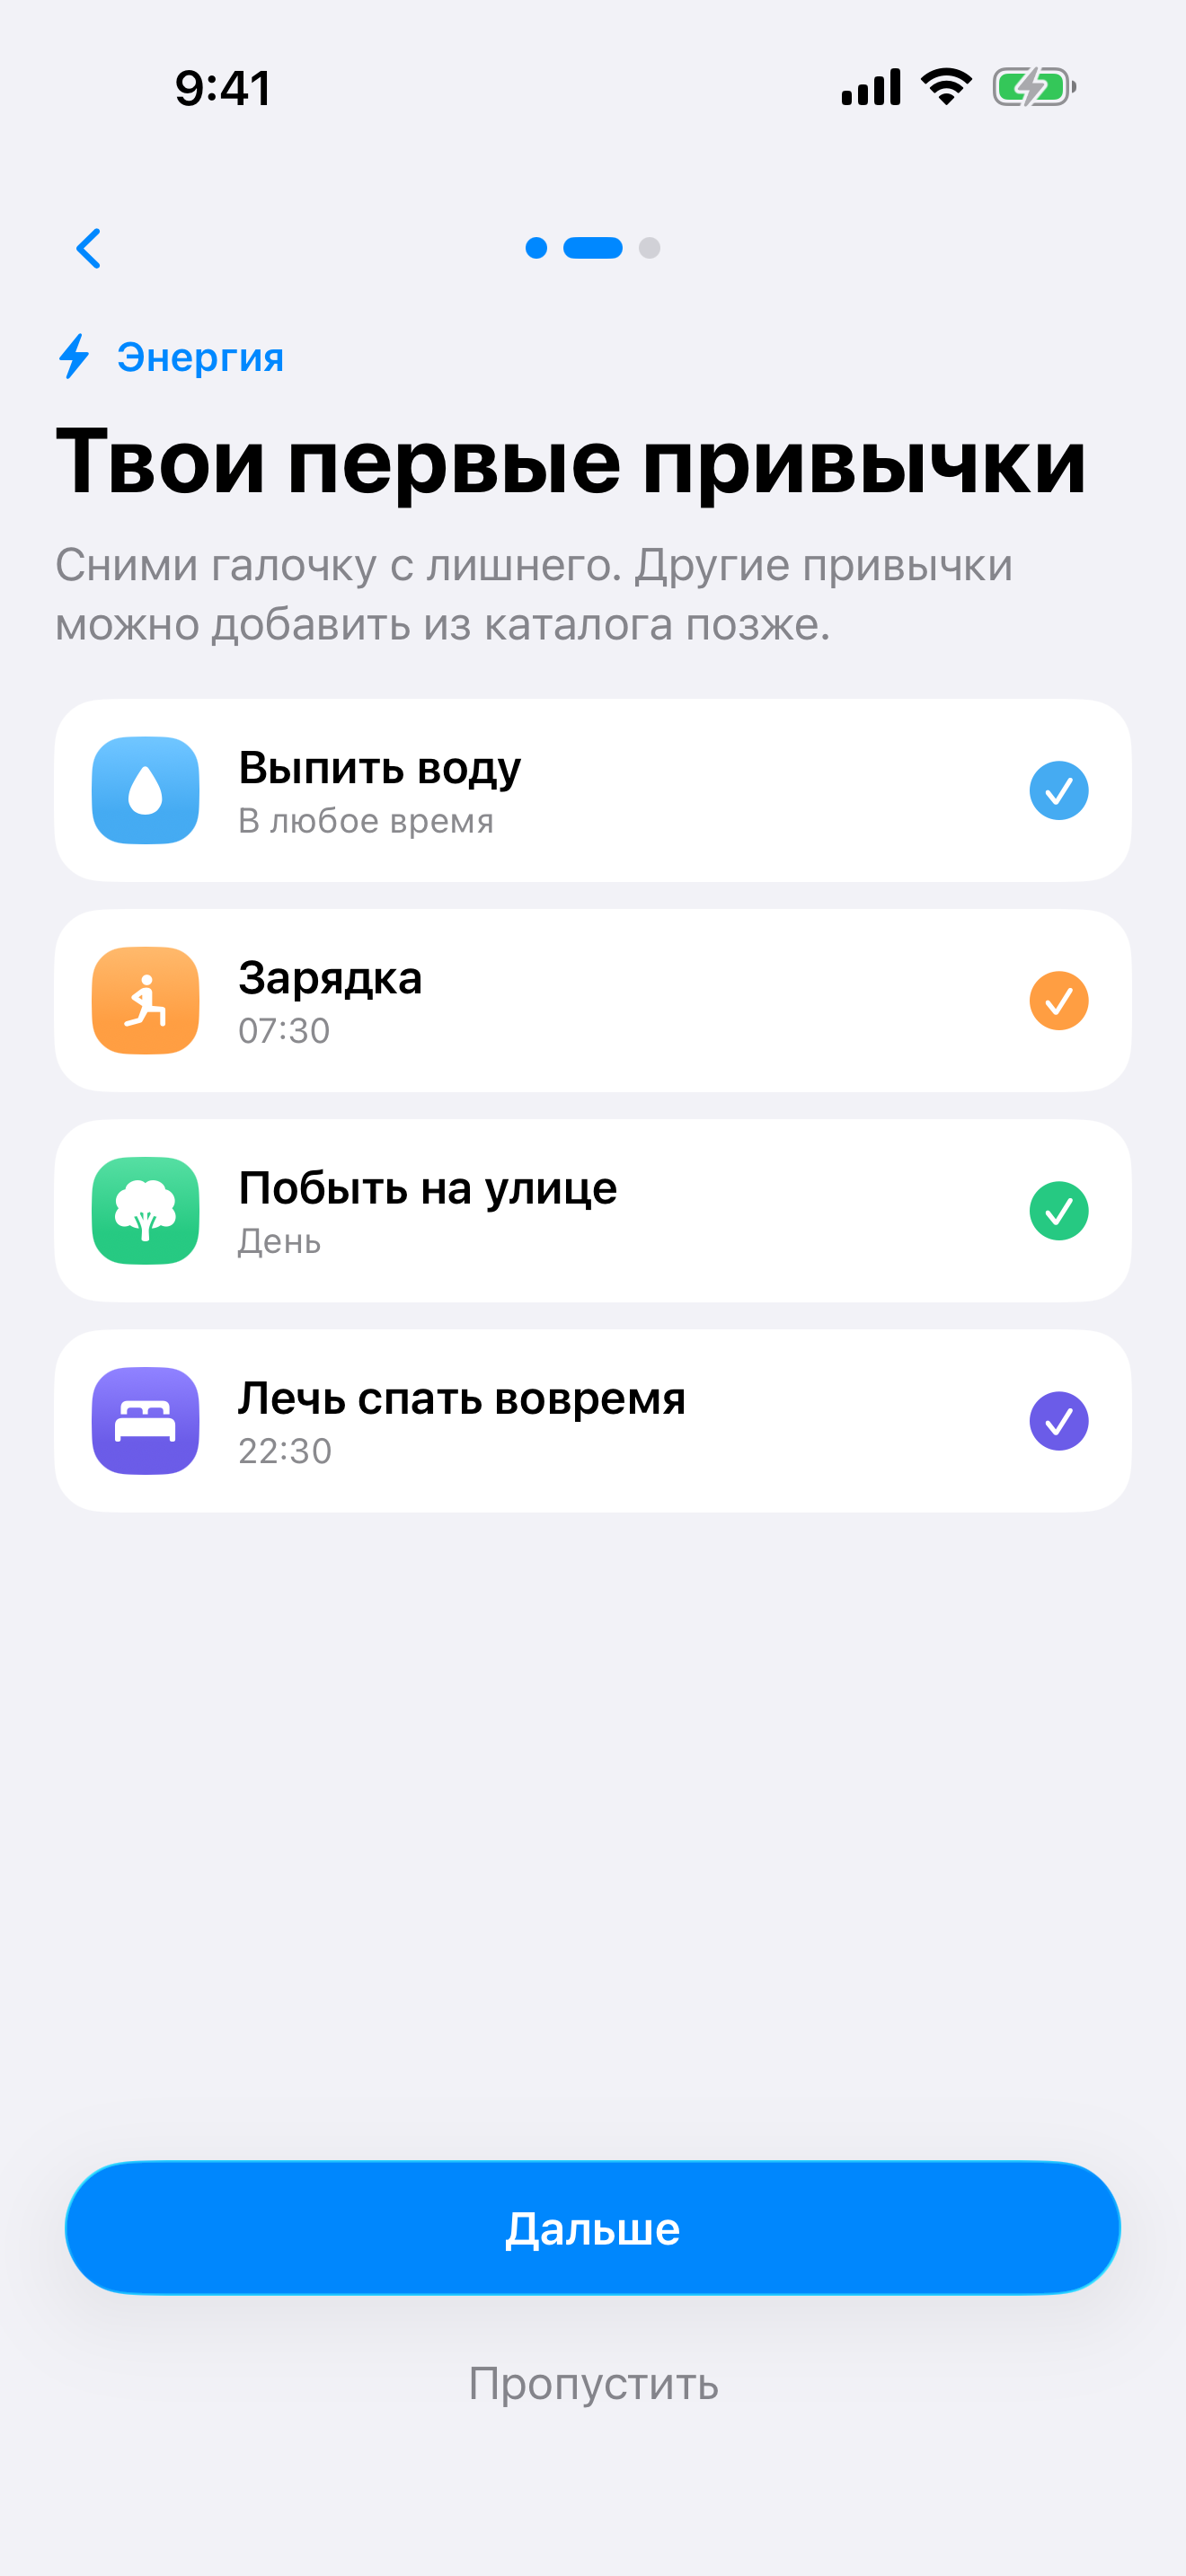 9:41
Энергия
Твои первые привычки
Сними галочку с лишнего. Другие привычки
можно добавить из каталога позже.
Выпить воду
В любое время
Зарядка
07:30
Побыть на улице
День
Лечь спать вовремя
22:30
Дальше
Пропустить